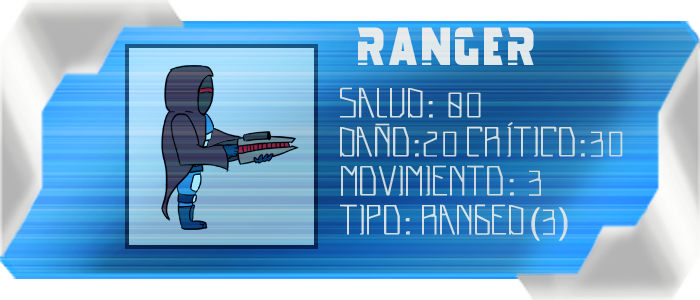 RANGER
SALUD: 80
DAÑO:20 CRÍTICO:30
MOVIMIENTO: 3
TIPO: RANGED (3)